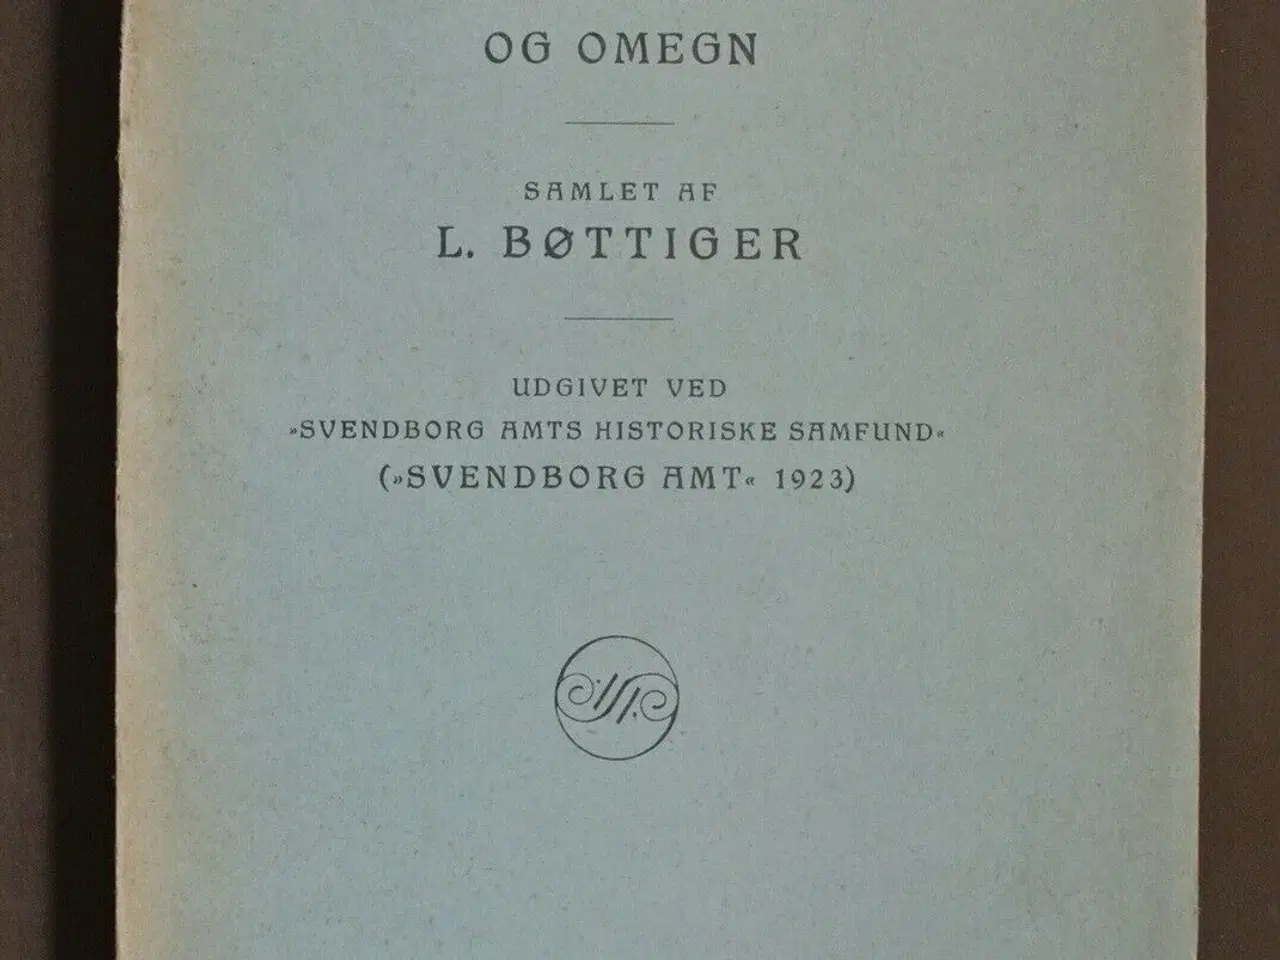 OG OMEGN
SAMLET AF
L. BØTTIGER
UDGIVET VED
»SVENDBORG AMTS HISTORISKE SAMFUND«
(»SVENDBORG AMT« 1923)